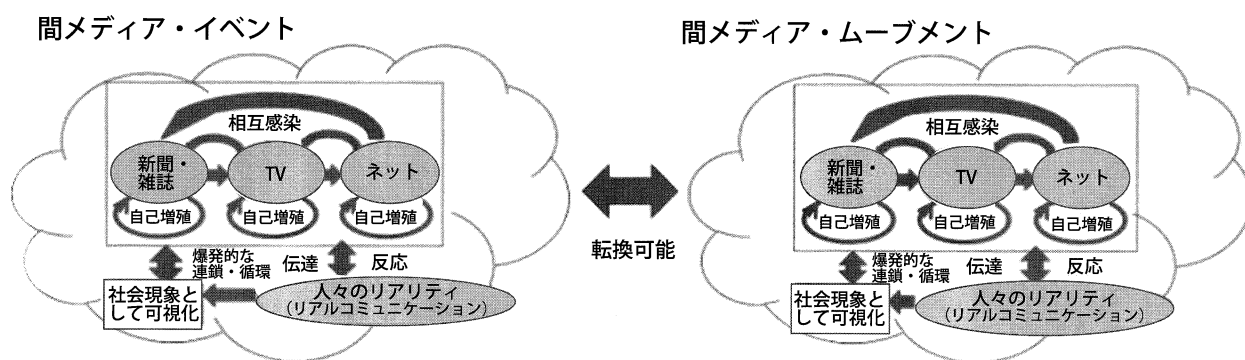 間メディア・イベント
相互感染
新聞・
雑誌
TV
ネット
自己増殖
自己増殖
自己増殖
爆発的な
連鎖・循環
伝達
反応
社会現象と
して可視化
人々のリアリティ
(リアルコミュニケーション)
転換可能
間メディア・ムーブメント
相互感染
新聞・
雑誌
TV
ネット
自己増殖
自己増殖
自己増殖
爆発的な
連鎖・循環
伝達
反応
社会現象と
して可視化
人々のリアリティ
(リアルコミュニケーション)